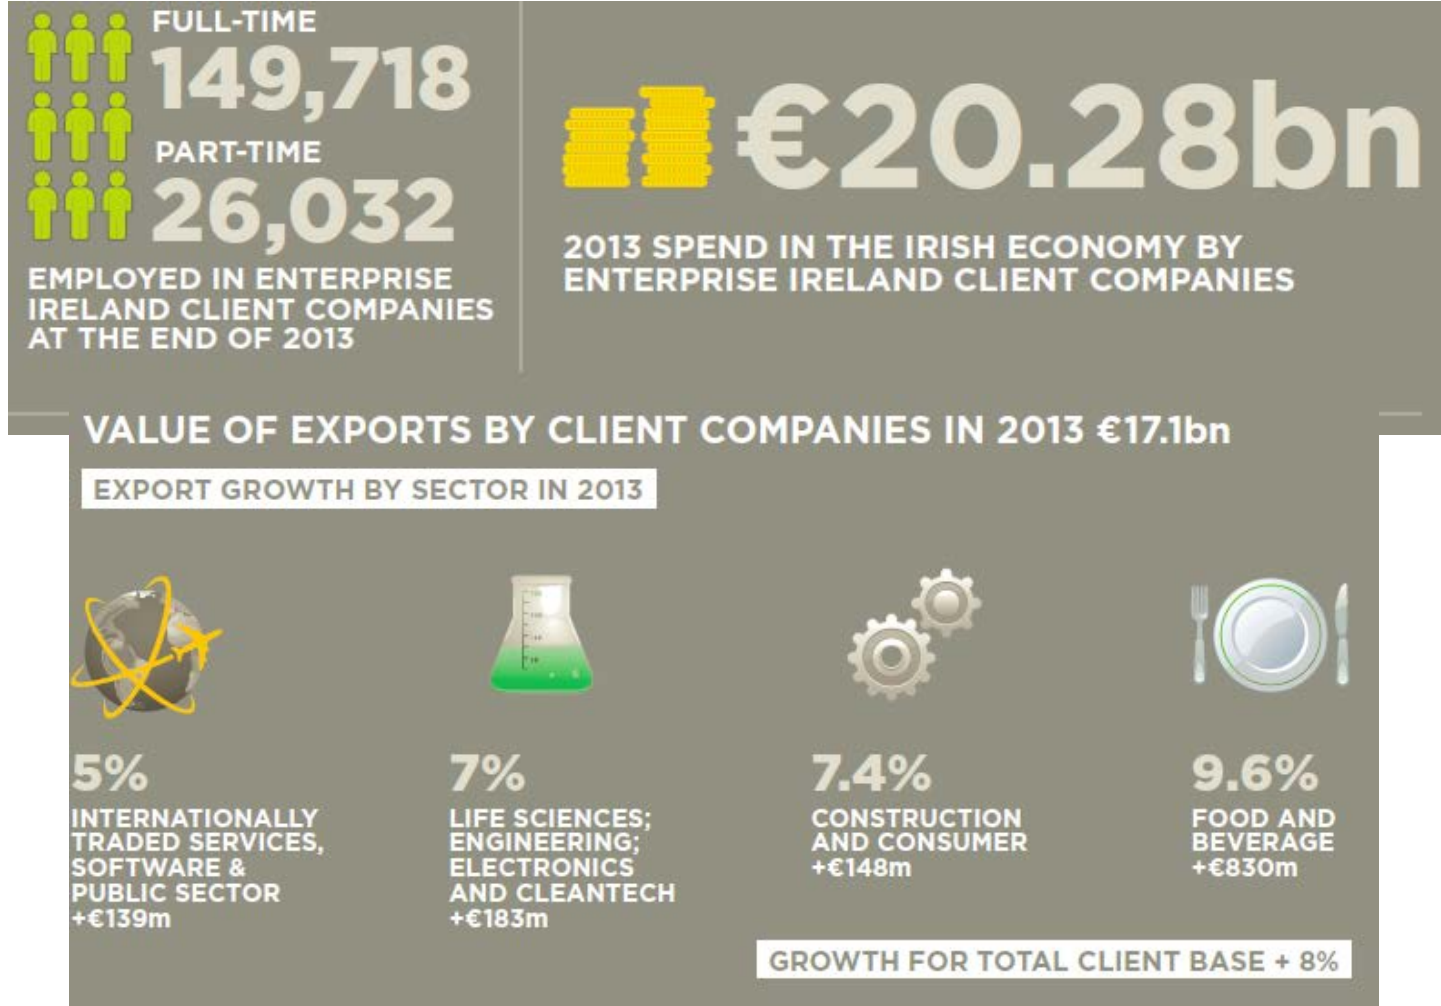 FULL-TIME
149,718
PART-TIME
26,032
EMPLOYED IN ENTERPRISE
IRELAND CLIENT COMPANIES
AT THE END OF 2013
€20.28bn
2013 SPEND IN THE IRISH ECONOMY BY
ENTERPRISE IRELAND CLIENT COMPANIES
VALUE OF EXPORTS BY CLIENT COMPANIES IN 2013 €17.1bn
EXPORT GROWTH BY SECTOR IN 2013
5%
INTERNATIONALLY
TRADED SERVICES,
SOFTWARE &
PUBLIC SECTOR
+€139m
7%
LIFE SCIENCES;
ENGINEERING;
ELECTRONICS
AND CLEANTECH
+€183m
7.4%
CONSTRUCTION
AND CONSUMER
+€148m
9.6%
FOOD AND
BEVERAGE
+€830m
GROWTH FOR TOTAL CLIENT BASE + 8%